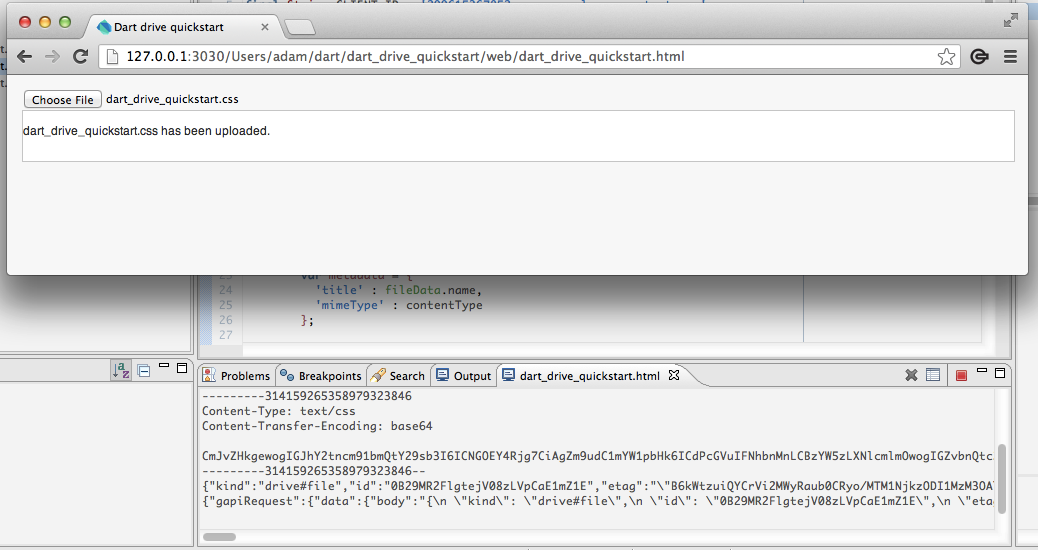 Dart drive quickstart
127.0.0.1:3030/Users/adam/dart/dart_drive_quickstart/web/dart_drive_quickstart.html
Choose File dart_drive_quickstart.css
dart_drive_quickstart.css has been uploaded.
24 'title' : fileData.name,
25 'mimeType' : contentType
26 };
27
Problems Breakpoints Search Output dart_drive_quickstart.html
---------314159265358979323846
Content-Type: text/css
Content-Transfer-Encoding: base64
---------314159265358979323846--
{"kind":"drive#file","id":"0B29MR2FlgtejV08zLVpCaE1mZ1E","etag":"\"B6kWtzuiQYCrVi2MWyRaub0CRyo/MTM1NjkzODI1MzM3OA
{"gapiRequest":{"data":{"body":"{\n \"kind\": \"drive#file\",\n \"id\": \"0B29MR2FlgtejV08zLVpCaE1mZ1E\",\n \"eta